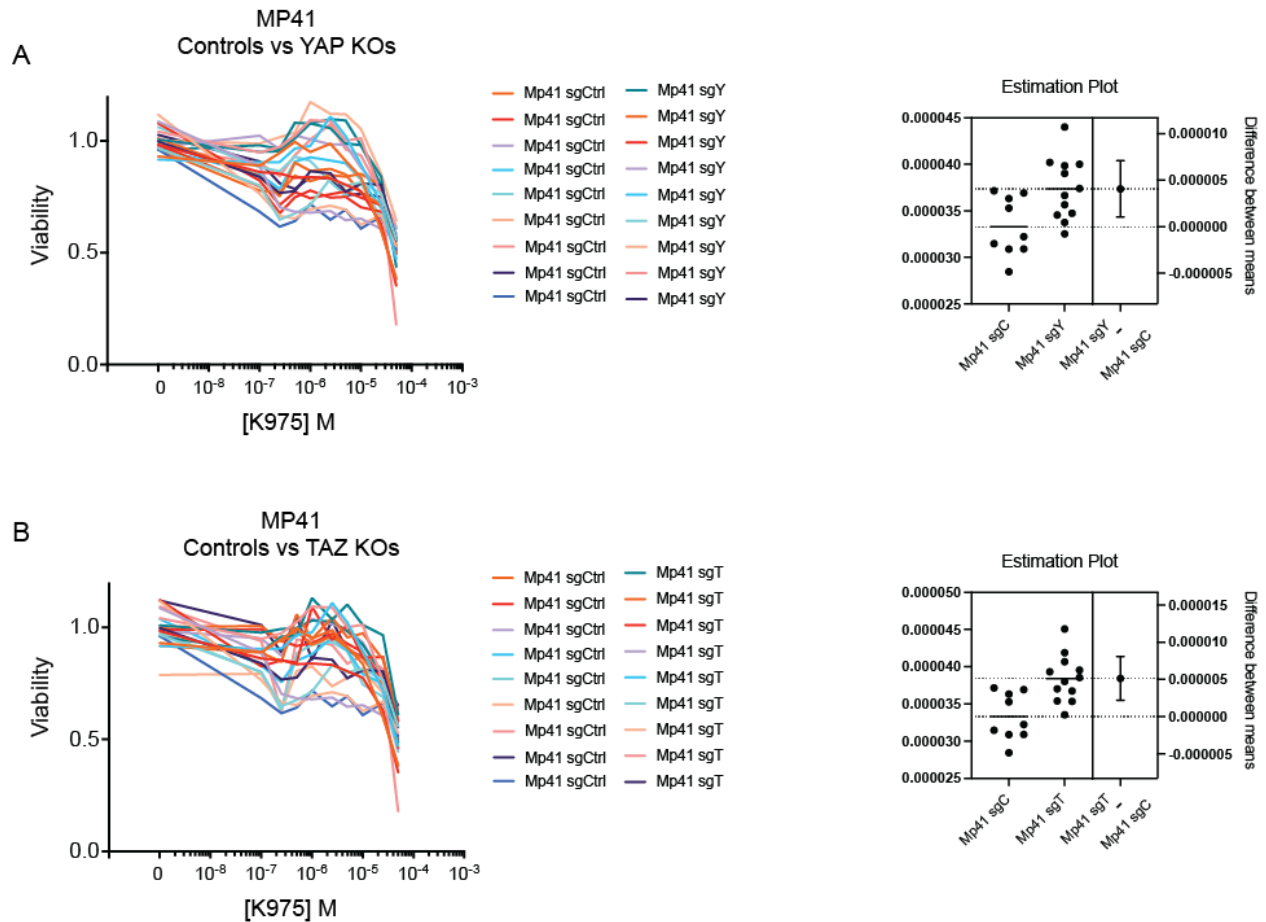 MP41
Controls vs YAP KOs
A
Viability
1.0
0.5
0.0
0 10-8 10-7 10-6 10-5 10-4 10-3
[K975] M
Mp41 sgCtrl Mp41 sgY
Mp41 sgCtrl Mp41 sgY
Mp41 sgCtrl Mp41 sgY
Mp41 sgCtrl Mp41 sgY
Mp41 sgCtrl Mp41 sgY
Mp41 sgCtrl Mp41 sgY
Mp41 sgCtrl Mp41 sgY
Mp41 sgCtrl Mp41 sgY
Mp41 sgCtrl Mp41 sgY
Estimation Plot
0.000045
0.000040
0.000035
0.000030
0.000025
0.000010
0.000005
0.000000
-0.000005
Difference between means
Mp41 sgC
Mp41 sgY
Mp41 sgY
-
Mp41 sgC
MP41
Controls vs TAZ KOs
B
Viability
1.0
0.5
0.0
0 10-8 10-7 10-6 10-5 10-4 10-3
[K975] M
Mp41 sgCtrl Mp41 sgT
Mp41 sgCtrl Mp41 sgT
Mp41 sgCtrl Mp41 sgT
Mp41 sgCtrl Mp41 sgT
Mp41 sgCtrl Mp41 sgT
Mp41 sgCtrl Mp41 sgT
Mp41 sgCtrl Mp41 sgT
Mp41 sgCtrl Mp41 sgT
Mp41 sgCtrl Mp41 sgT
Estimation Plot
0.000050
0.000040
0.000035
0.000030
0.000025
0.000015
0.000010
0.000005
0.000000
-0.000005
Difference between means
Mp41 sgC
Mp41 sgT
Mp41 sgT
-
Mp41 sgC